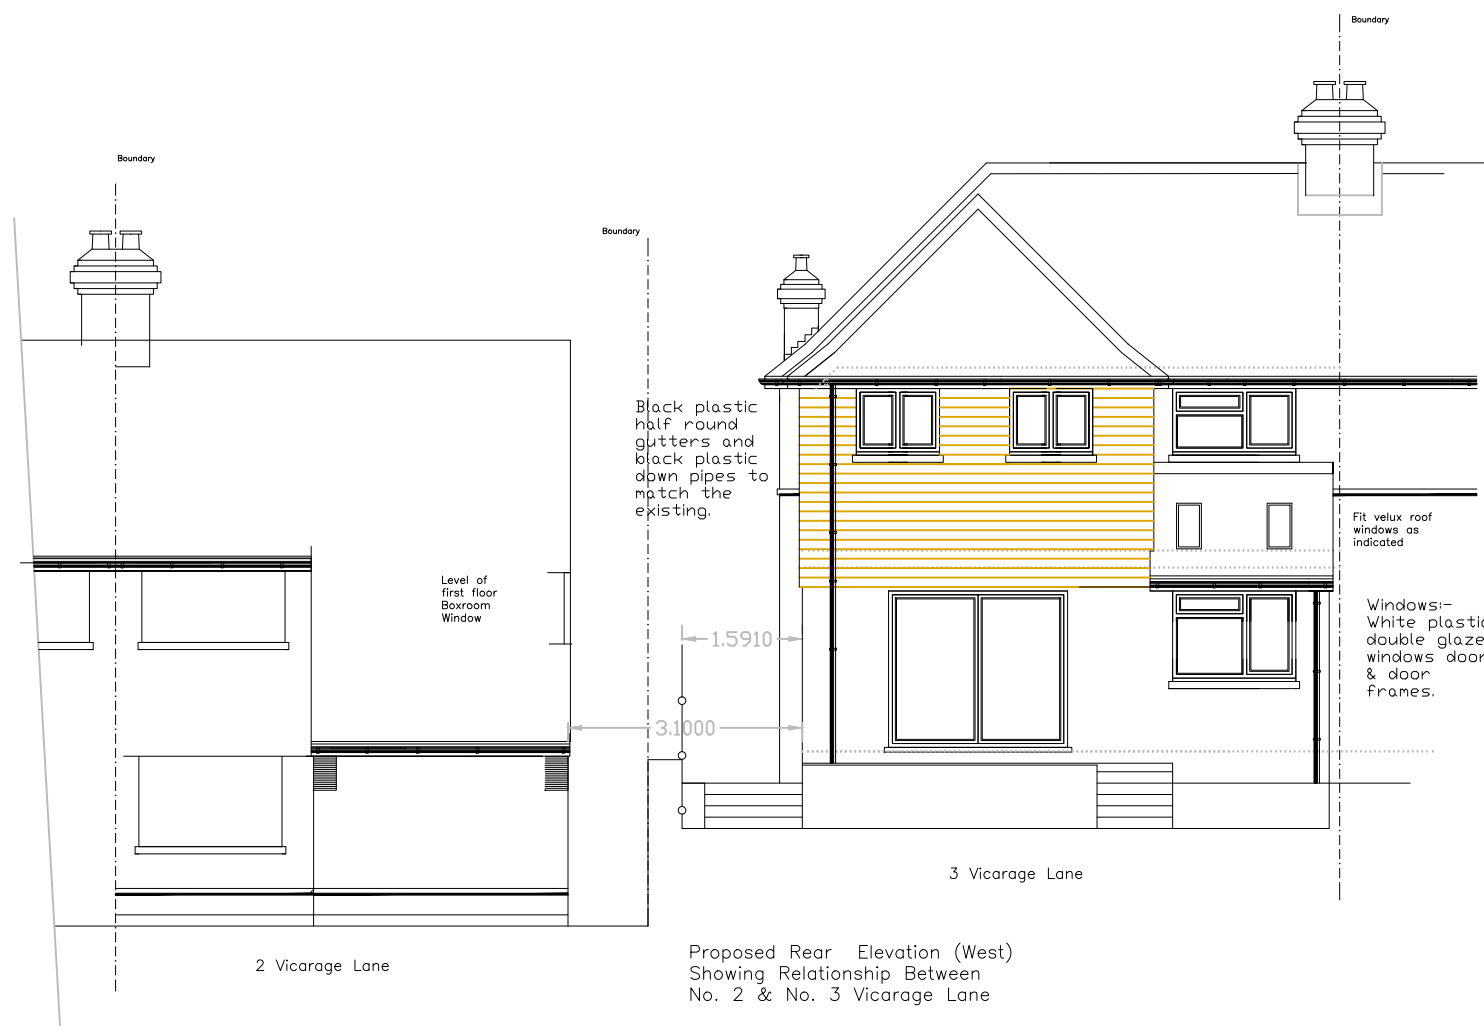 Boundary
Boundary
Boundary
Black plastic
half round
gutters and
black plastic
down pipes to
match the
existing.
Fit velux roof
windows as
indicated
Level of
first floor
Boxroom
Window
Windows:-
White plastic
double glaze
windows door
& door
frames.
1.5910
3.1000
3 Vicarage Lane
2 Vicarage Lane
Proposed Rear Elevation (West)
Showing Relationship Between
No. 2 & No. 3 Vicarage Lane